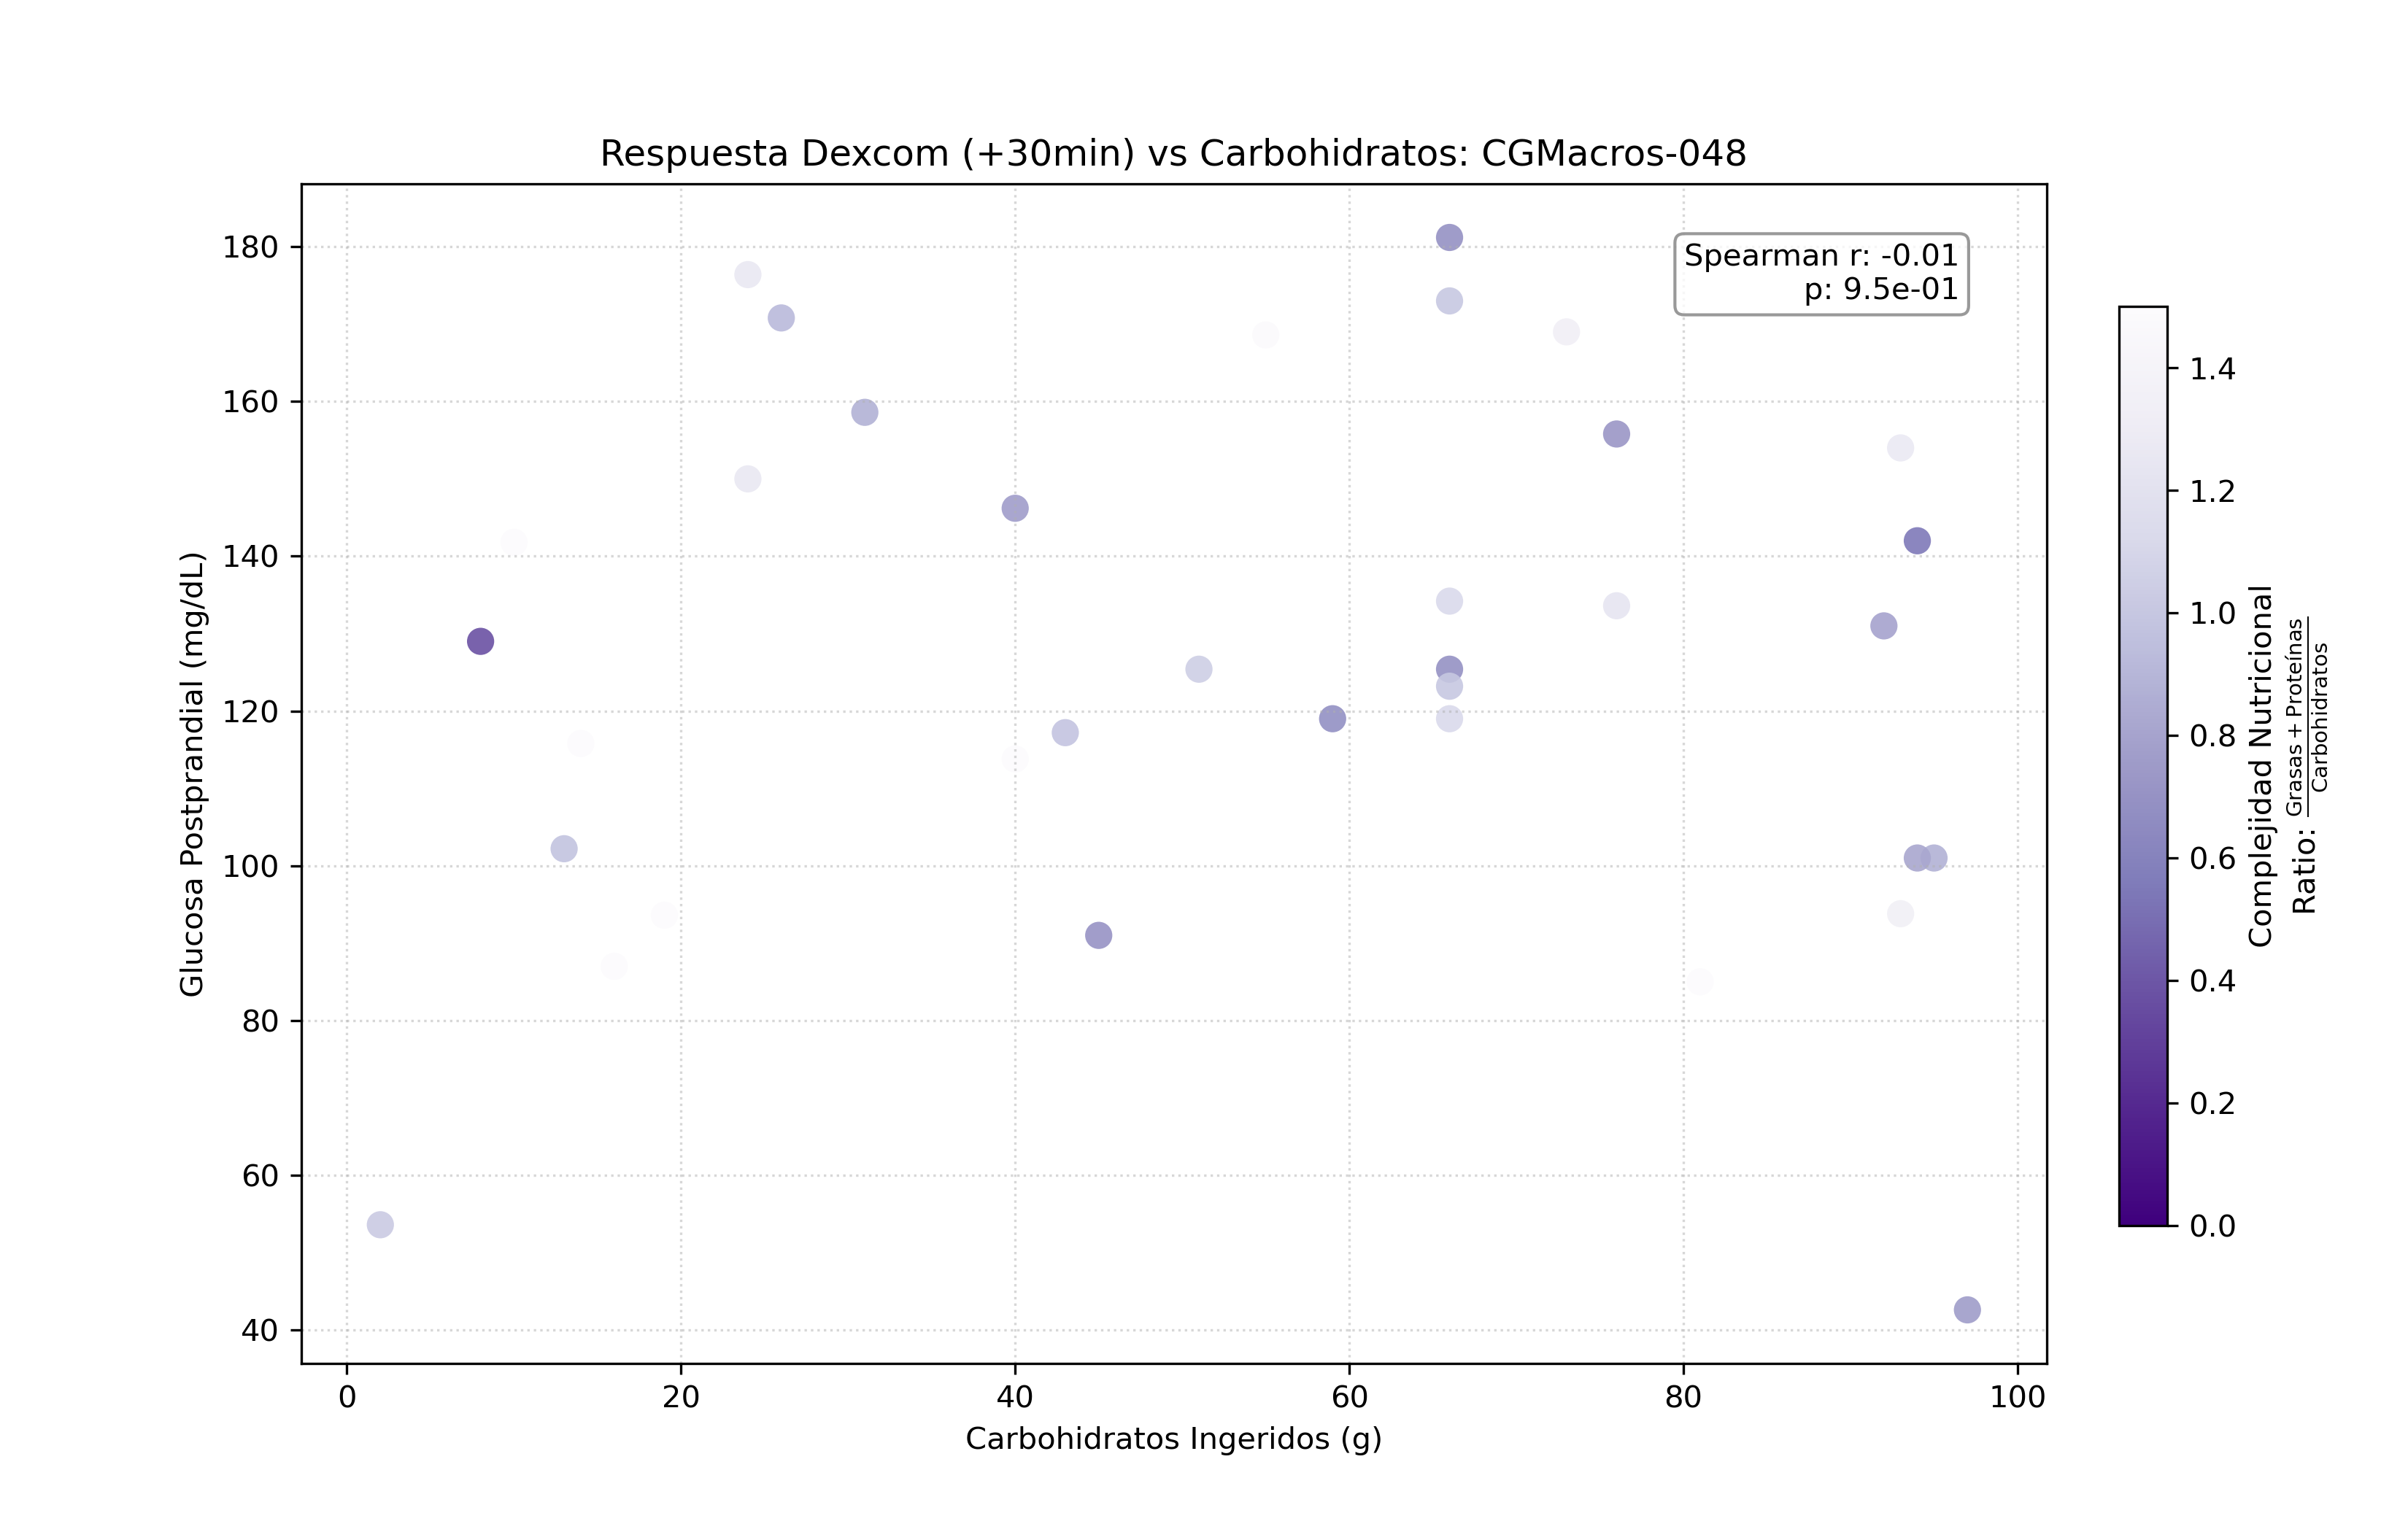 Respuesta Dexcom (+30min) vs Carbohidratos: CGMacros-048
Spearman r: -0.01
p: 9.5e-01
Glucosa Postprandial (mg/dL)
180
160
140
120
100
80
60
40
0
20
40
60
80
100
Carbohidratos Ingeridos (g)
1.4
1.2
1.0
0.8
0.6
0.4
0.2
0.0
Complejidad Nutricional
Ratio: Grasas + Proteínas
Carbohidratos